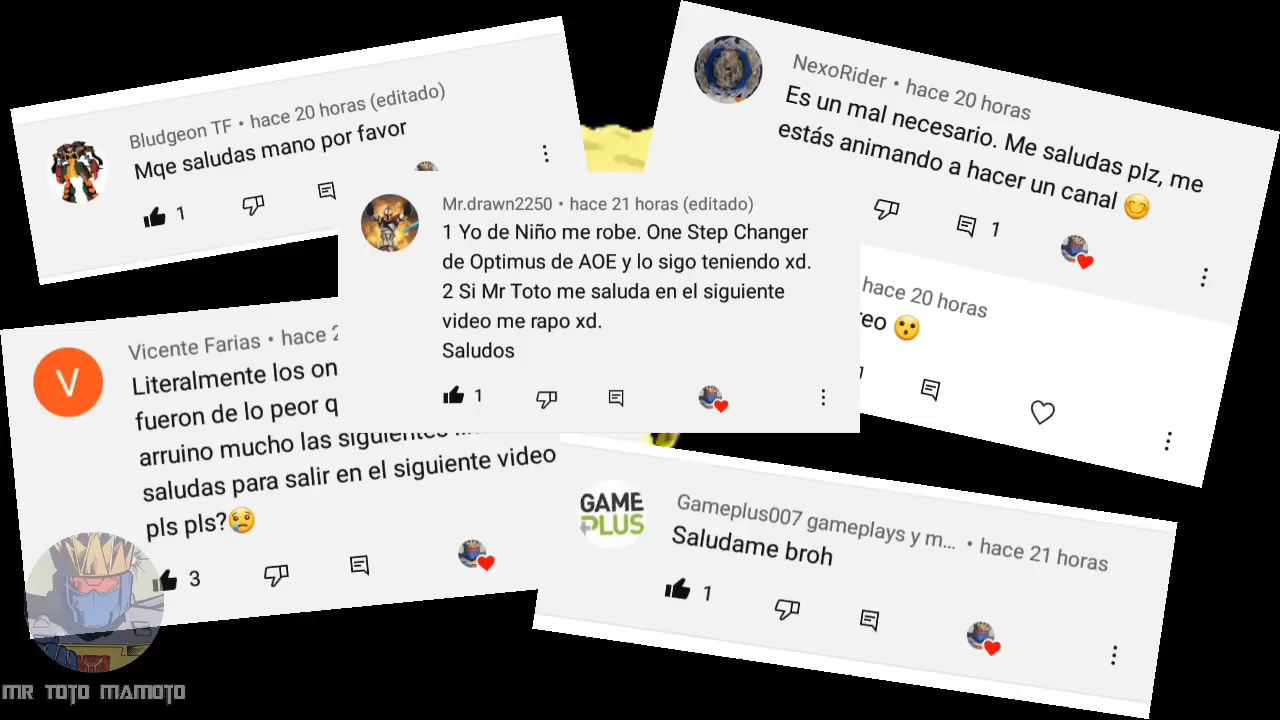 Bludgeon TF • hace 20 horas (editado)
Mqe saludas mano por favor
1
NexoRider • hace 20 horas
Es un mal necesario. Me saludas plz, me
estás animando a hacer un canal 😊
1
Mr.drawn2250 • hace 21 horas (editado)
1 Yo de Niño me robe. One Step Changer
de Optimus de AOE y lo sigo teniendo xd.
2 Si Mr Toto me saluda en el siguiente
video me rapo xd.
Saludos
1
hace 20 horas
eo 😮
Vicente Farias • hace 2
Literalmente los on
fueron de lo peor q
arruino mucho las siguientes
saludas para salir en el siguiente video
pls pls?😢
3
GAME
PLUS
Gameplus007 gameplays y m... • hace 21 horas
Saludame broh
1
V
MR TOTO MAMOTO